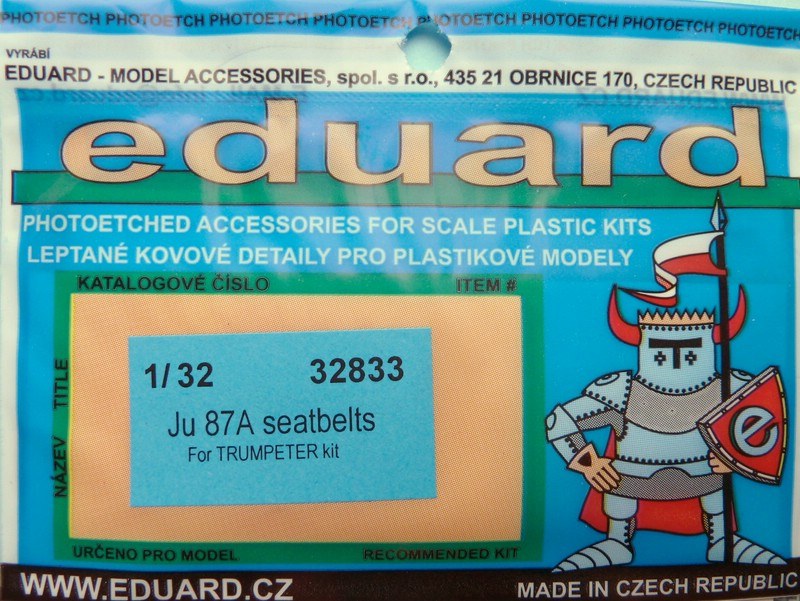 PHOTOETCH PHOTOETCH PHOTOETCH PHOTOETCH PHOTOETCH PHOTOETCH PHOTOETCH PHOTOETCH PHOTOETCH
VYRÁBÍ
EDUARD - MODEL ACCESSORIES, spol. s r.o., 435 21 OBRNICE 170, CZECH REPUBLIC
eduard
PHOTOETCHED ACCESSORIES FOR SCALE PLASTIC KITS
LEPTANÉ KOVOVÉ DETAILY PRO PLASTIKOVÉ MODELY
KATALOGOVÉ ČÍSLO ITEM #
NÁZEV TITLE
1/32 32833
Ju 87A seatbelts
For TRUMPETER kit
e
URČENO PRO MODEL RECOMMENDED KIT
WWW.EDUARD.CZ MADE IN CZECH REPUBLIC